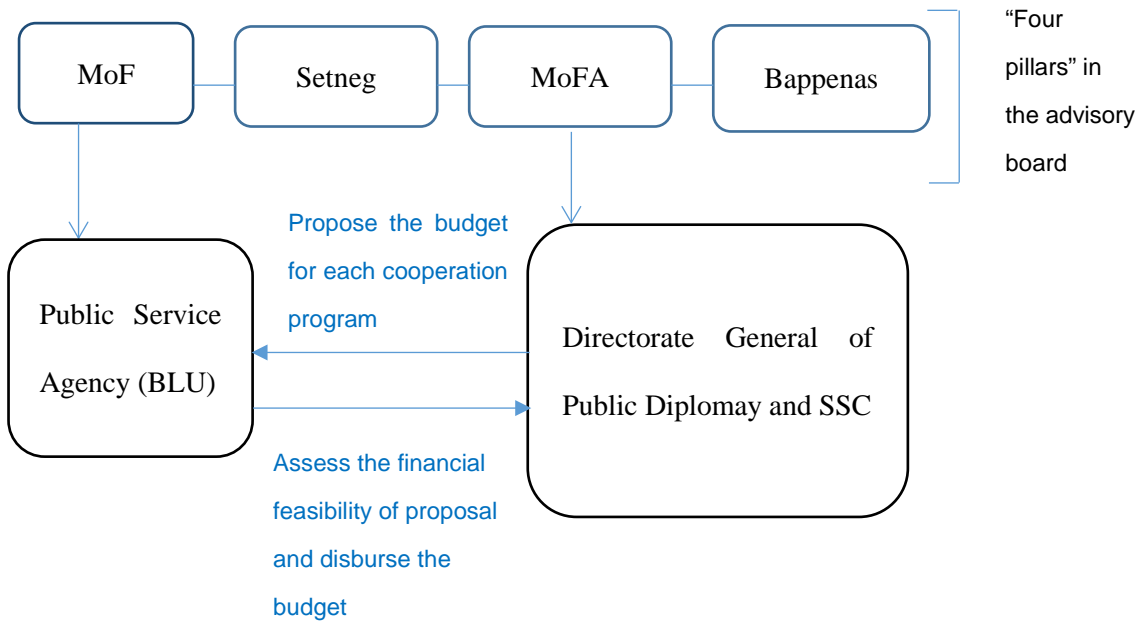 MoF
Setneg
MoFA
Bappenas
“Four
pillars” in
the advisory
board
Propose the budget
for each cooperation
program
Public Service
Agency (BLU)
Directorate General of
Public Diplomay and SSC
Assess the financial
feasibility of proposal
and disburse the
budget